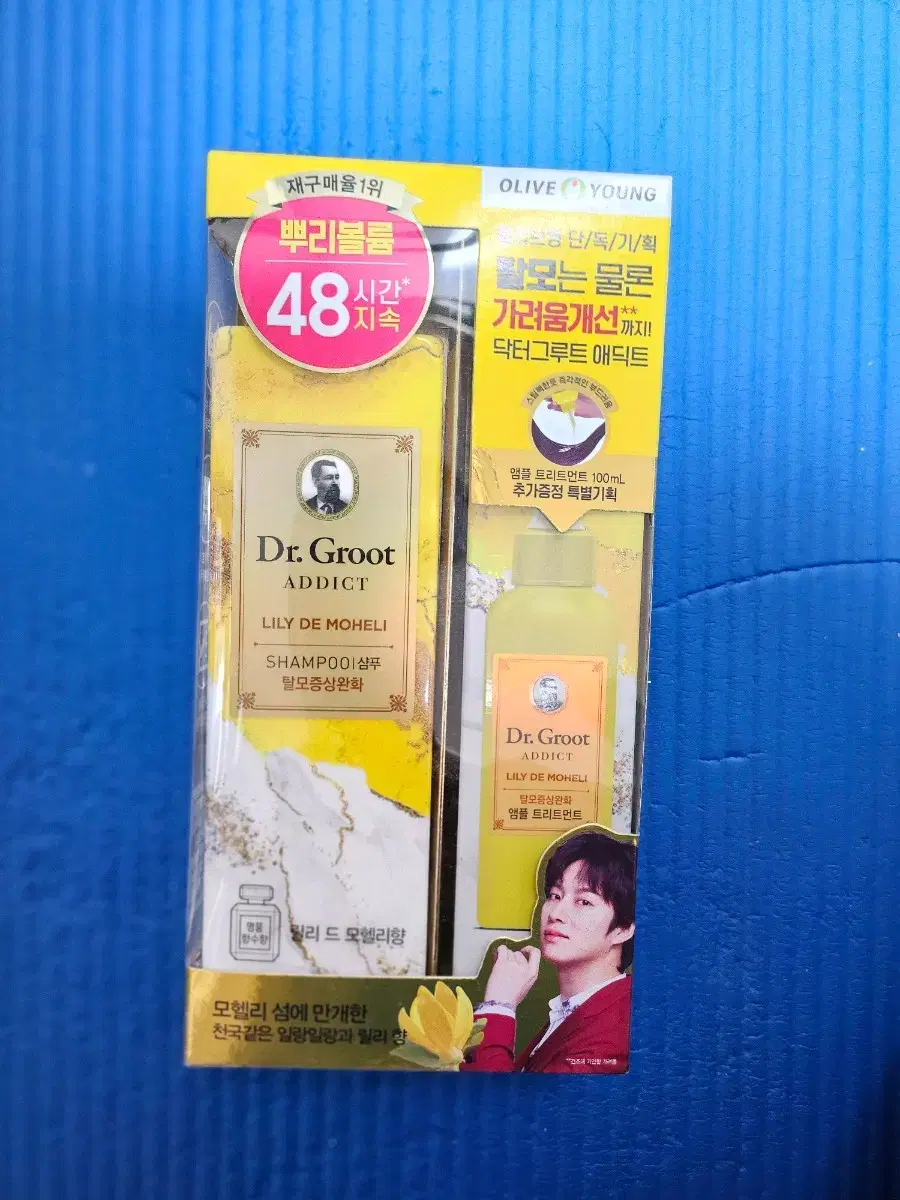 재구매율1위
뿌리볼륨
48시간*
지속
OLIVE YOUNG
단/독/기/획
탈모는 물론
가려움개선**까지!
닥터그루트 애딕트
앰플 트리트먼트 100mL
추가증정 특별기획
Dr. Groot
ADDICT
LILY DE MOHELI
SHAMPOO|샴푸
탈모증상완화
Dr. Groot
ADDICT
LILY DE MOHELI
탈모증상완화
앰플 트리트먼트
명품
향수향
릴리 드 모헬리향
모헬리 섬에 만개한
천국같은 일랑일랑과 릴리 향